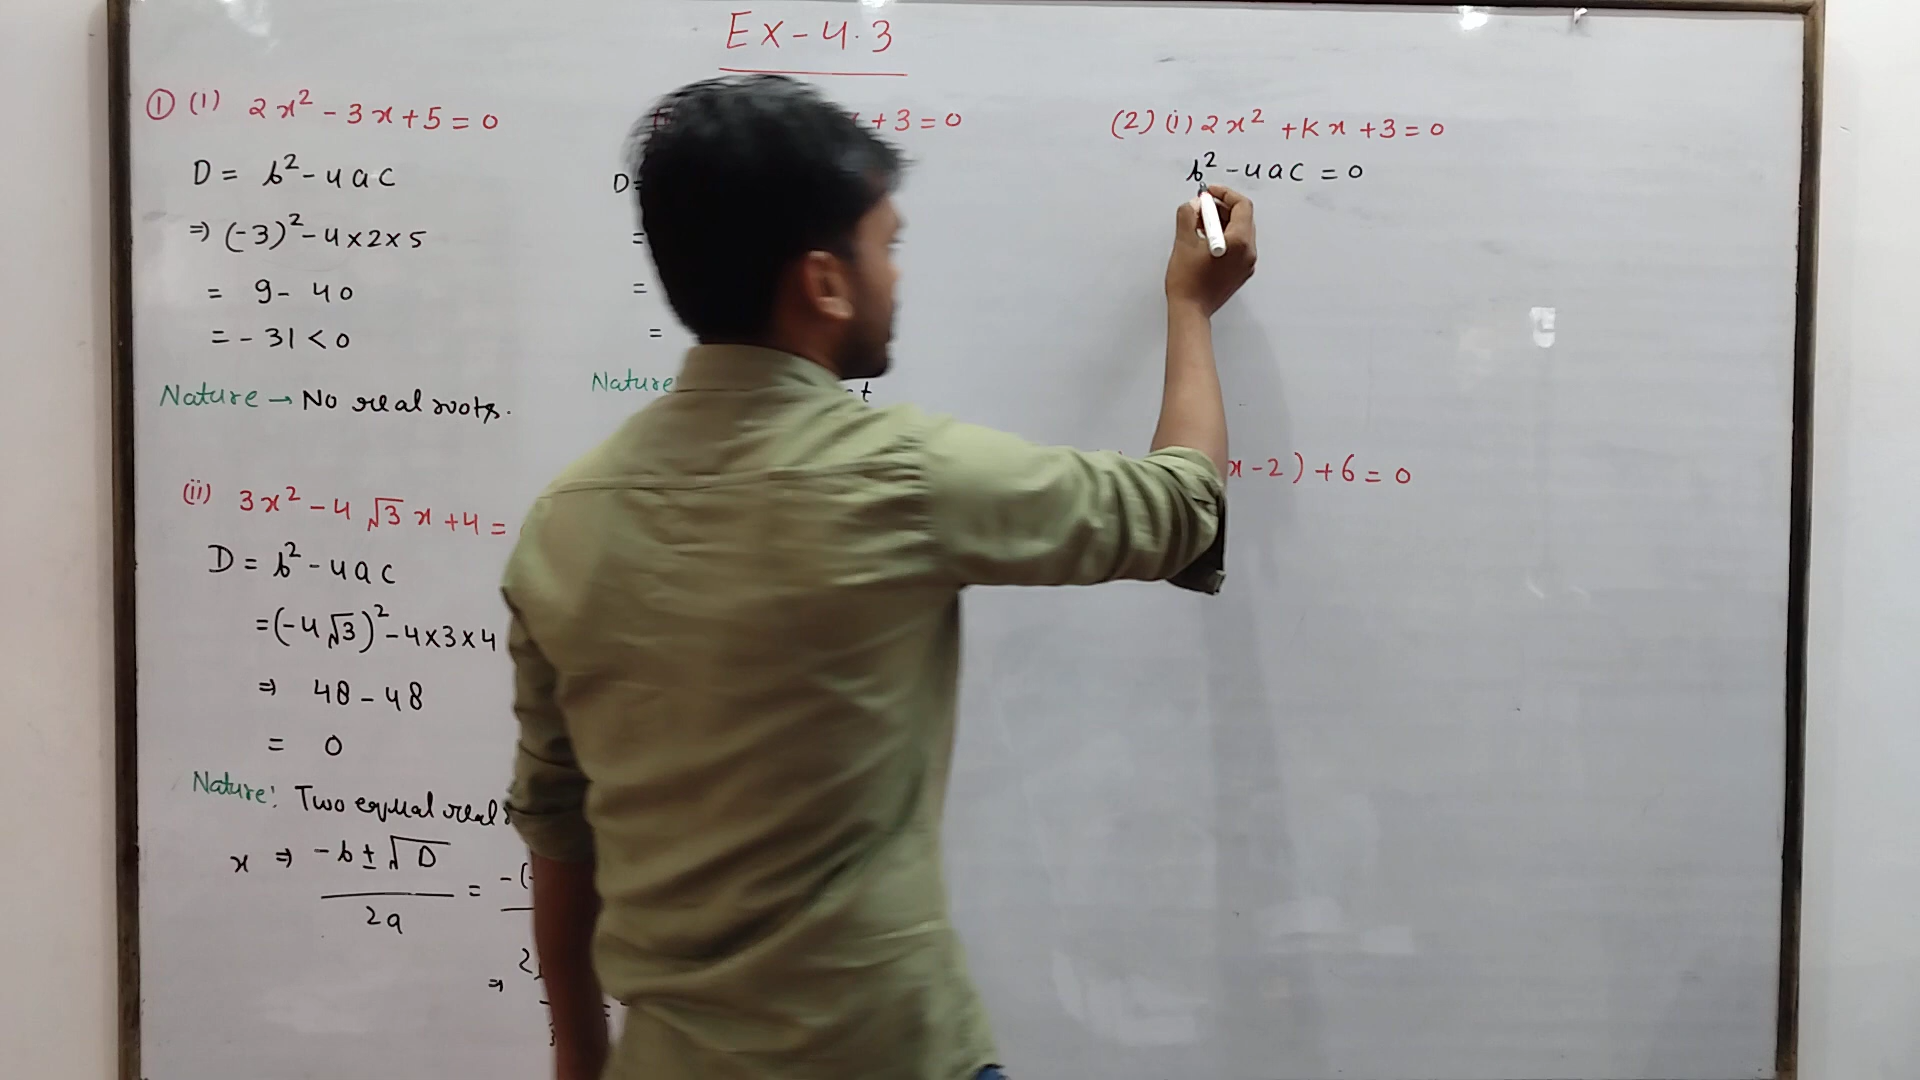 Ex-4.3
① (i) 2x² - 3x + 5 = 0
D = b² - 4ac
⇒ (-3)² - 4×2×5
= 9 - 40
= -31 < 0
Nature → No real roots.
(ii) 3x² - 4√3x + 4 =
D = b² - 4ac
= (-4√3)² - 4×3×4
⇒ 48 - 48
= 0
Nature: Two equal real
x ⇒ -b ± √D / 2a = -(
⇒ 2
+ 3 = 0
D=
=
=
=
Nature
t
(2) (i) 2x² + Kx + 3 = 0
b² - 4ac = 0
x - 2) + 6 = 0